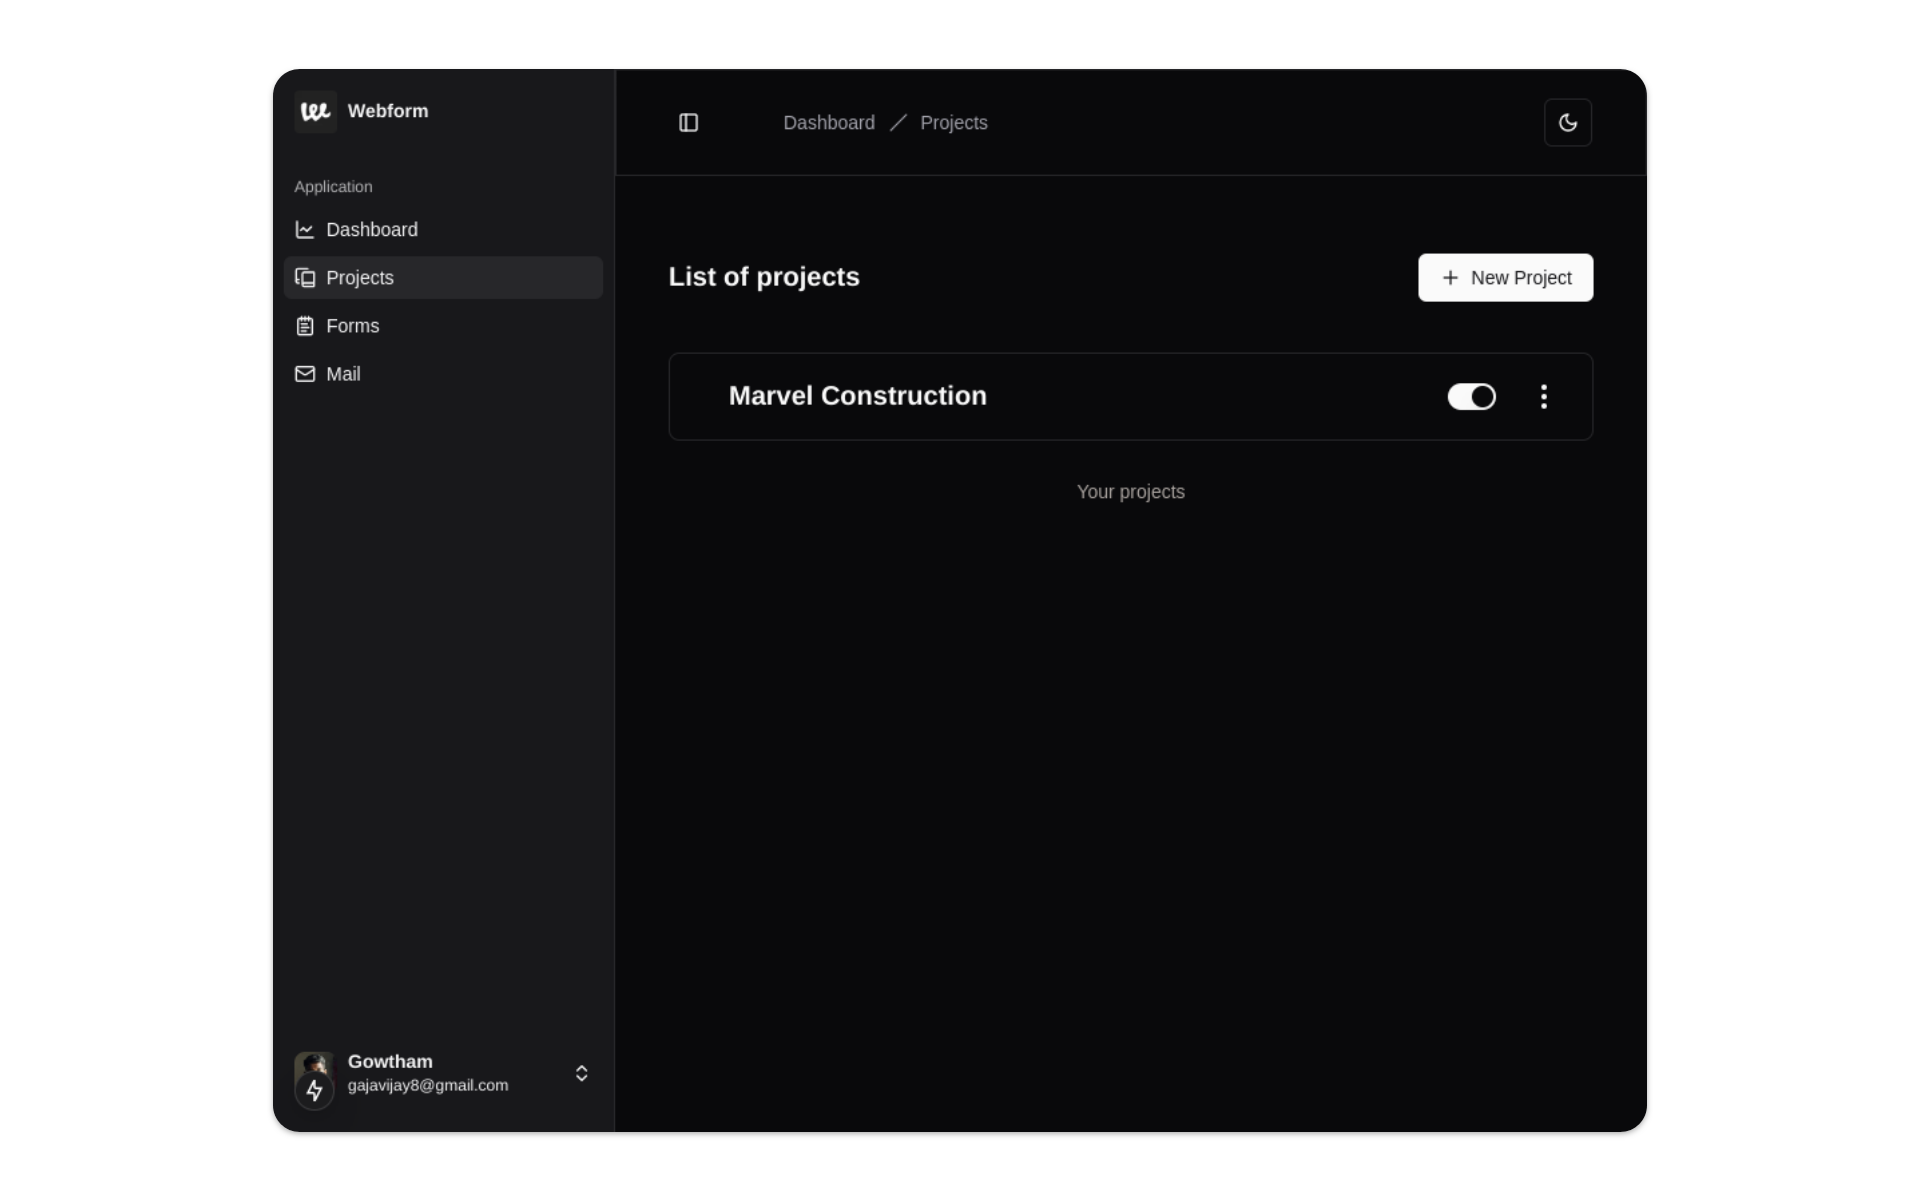 Webform
Application
Dashboard
Projects
Forms
Mail
Gowtham
gajavijay8@gmail.com
Dashboard / Projects
List of projects
New Project
Marvel Construction
Your projects